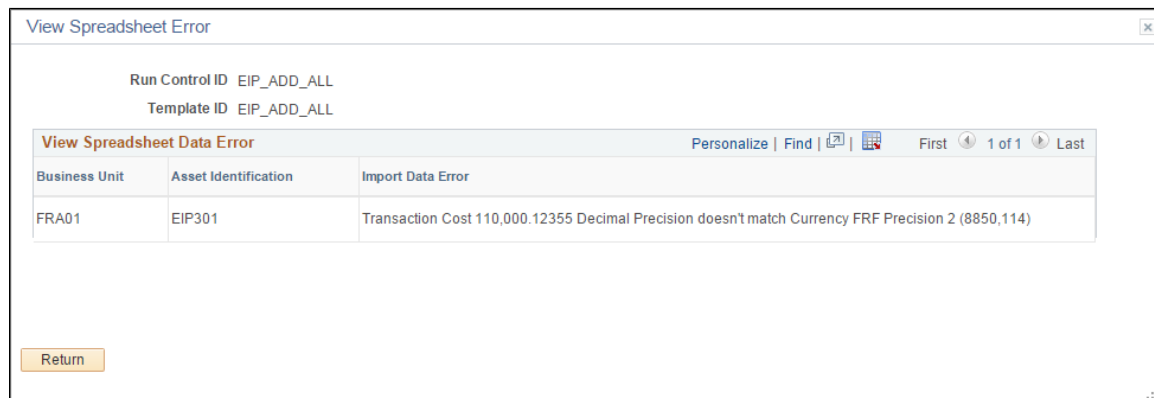 View Spreadsheet Error
Run Control ID EIP_ADD_ALL
Template ID EIP_ADD_ALL
View Spreadsheet Data Error Personalize | Find | | First 1 of 1 Last
Business Unit Asset Identification Import Data Error
FRA01 EIP301 Transaction Cost 110,000.12355 Decimal Precision doesn't match Currency FRF Precision 2 (8850,114)
Return